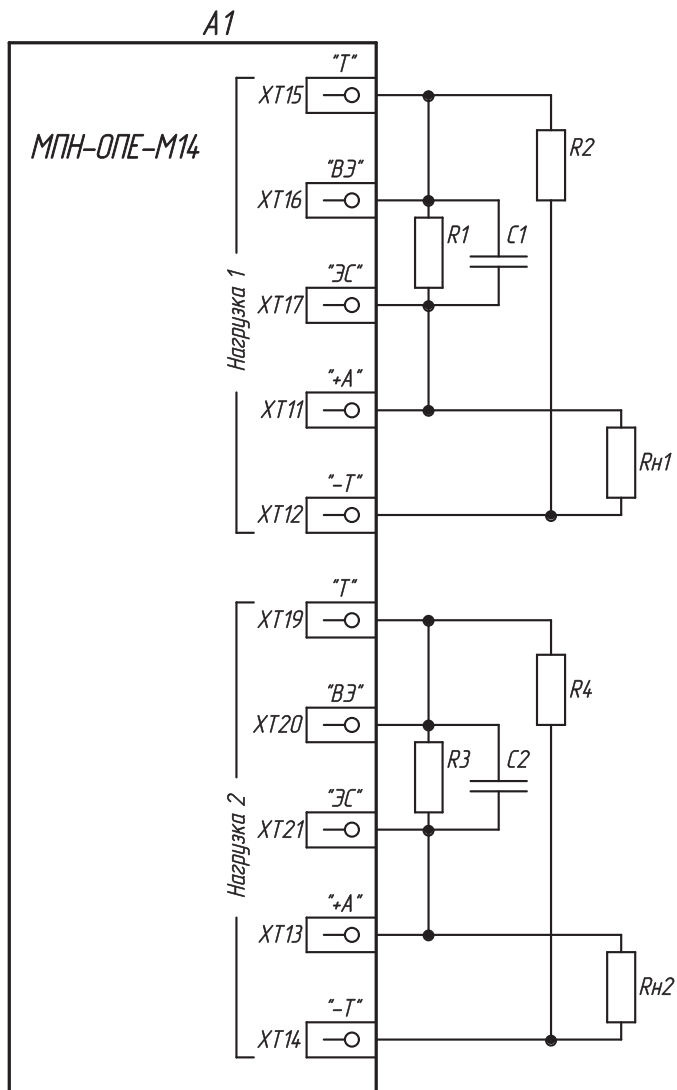 A1
МПН-ОПЕ-М14
Нагрузка 1
"Т"
XT15
"ВЭ"
XT16
"ЭС"
XT17
"+А"
XT11
"-Т"
XT12
R1
C1
R2
Rн1
Нагрузка 2
"Т"
XT19
"ВЭ"
XT20
"ЭС"
XT21
"+А"
XT13
"-Т"
XT14
R3
C2
R4
Rн2